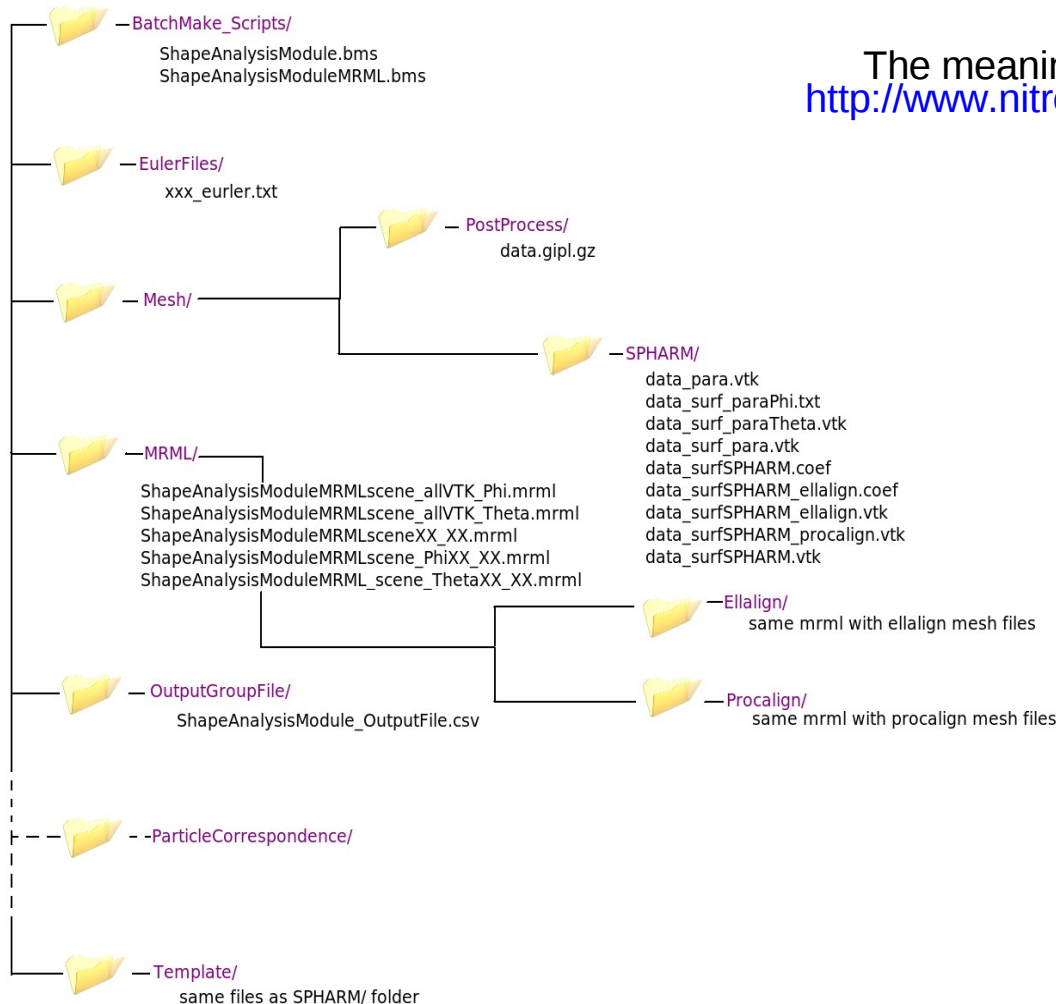 BatchMake_Scripts/
ShapeAnalysisModule.bms
ShapeAnalysisModuleMRML.bms
The meanin
http://www.nitr
EulerFiles/
xxx_eurler.txt
PostProcess/
data.gipl.gz
Mesh/
SPHARM/
data_para.vtk
data_surf_paraPhi.txt
data_surf_paraTheta.vtk
data_surf_para.vtk
data_surfSPHARM.coef
data_surfSPHARM_ellalign.coef
data_surfSPHARM_ellalign.vtk
data_surfSPHARM_procalign.vtk
data_surfSPHARM.vtk
MRML/
ShapeAnalysisModuleMRMLscene_allVTK_Phi.mrml
ShapeAnalysisModuleMRMLscene_allVTK_Theta.mrml
ShapeAnalysisModuleMRMLsceneXX_XX.mrml
ShapeAnalysisModuleMRMLscene_PhiXX_XX.mrml
ShapeAnalysisModuleMRML_scene_ThetaXX_XX.mrml
Ellalign/
same mrml with ellalign mesh files
Procalign/
same mrml with procalign mesh files
OutputGroupFile/
ShapeAnalysisModule_OutputFile.csv
ParticleCorrespondence/
Template/
same files as SPHARM/ folder